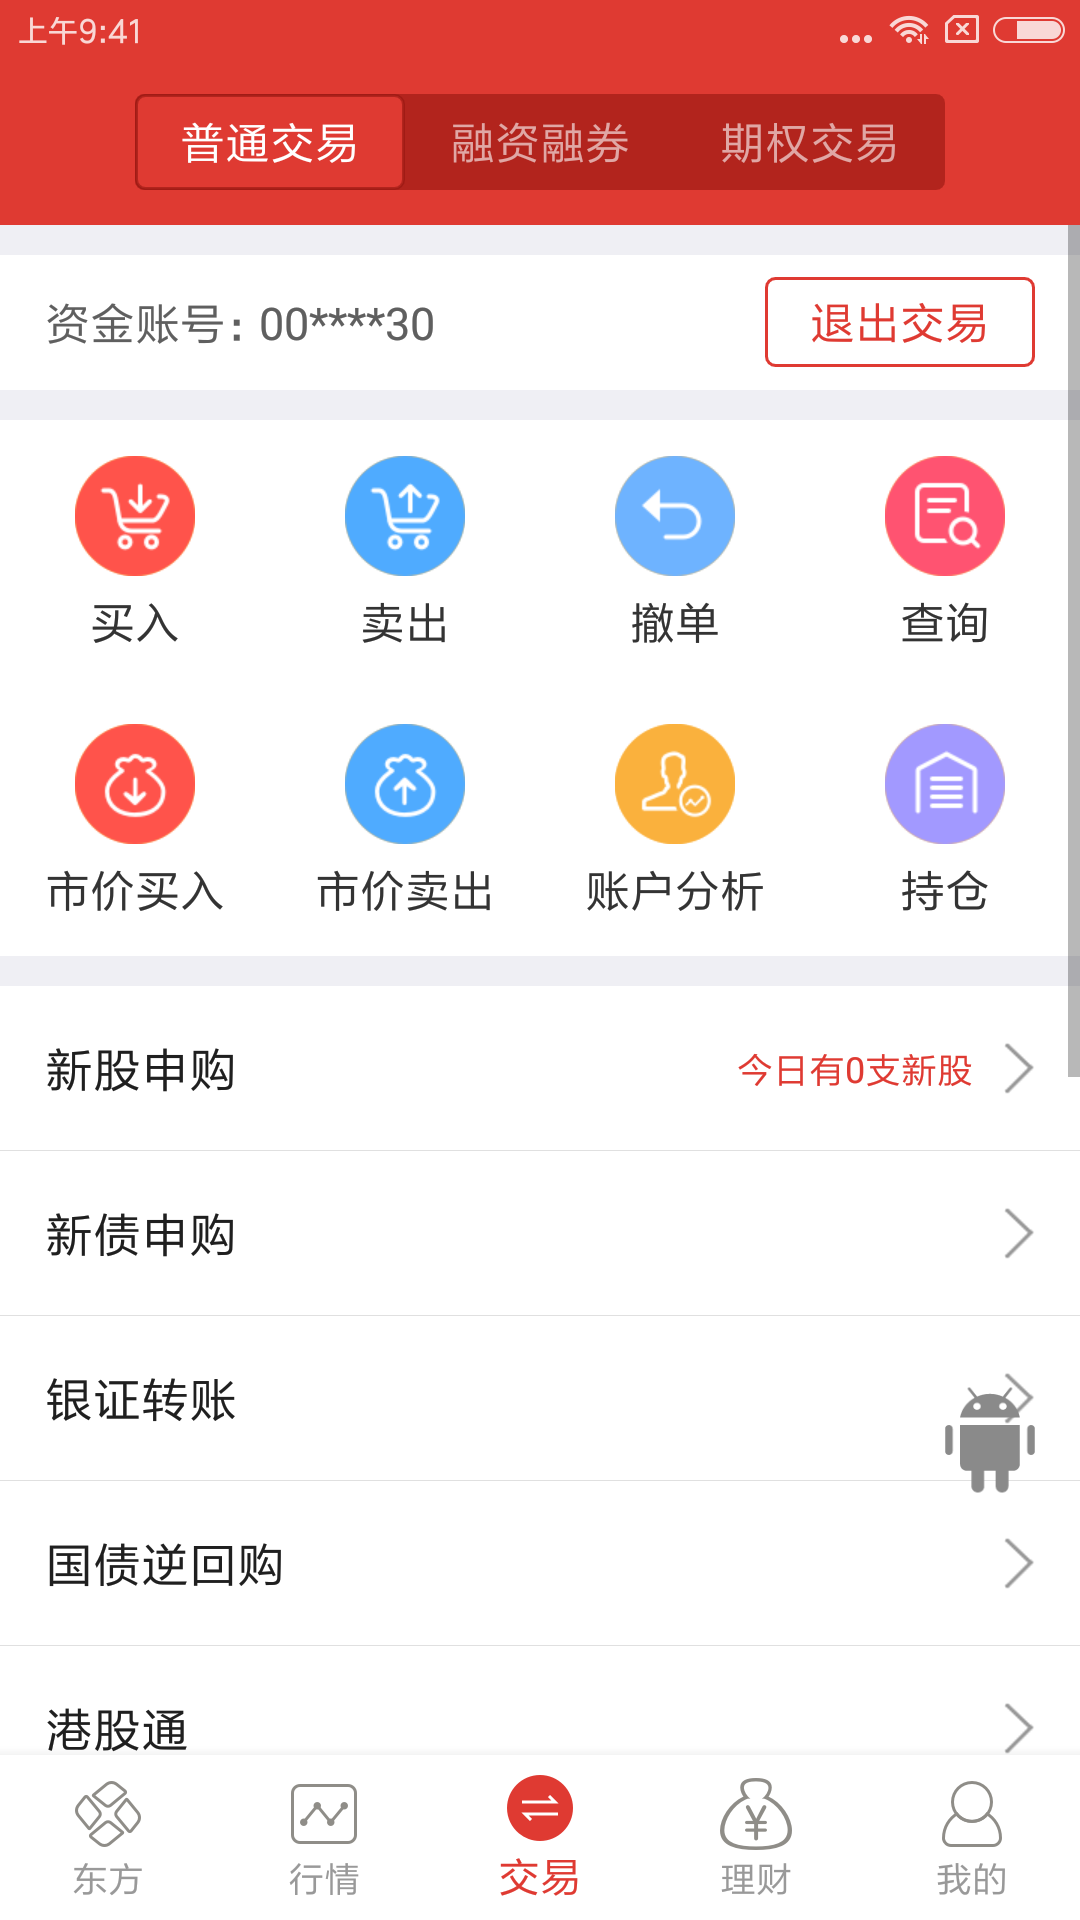 上午9:41
普通交易 融资融券 期权交易
资金账号: 00****30 退出交易
买入 卖出 撤单 查询
市价买入 市价卖出 账户分析 持仓
新股申购 今日有0支新股
新债申购
银证转账
国债逆回购
港股通
东方 行情 交易 理财 我的